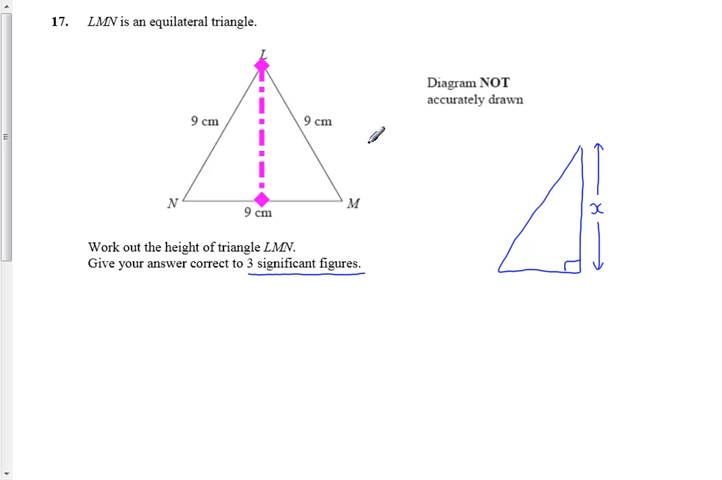 17. LMN is an equilateral triangle.
L
Diagram NOT
accurately drawn
9 cm
9 cm
N
M
9 cm
x
Work out the height of triangle LMN.
Give your answer correct to 3 significant figures.